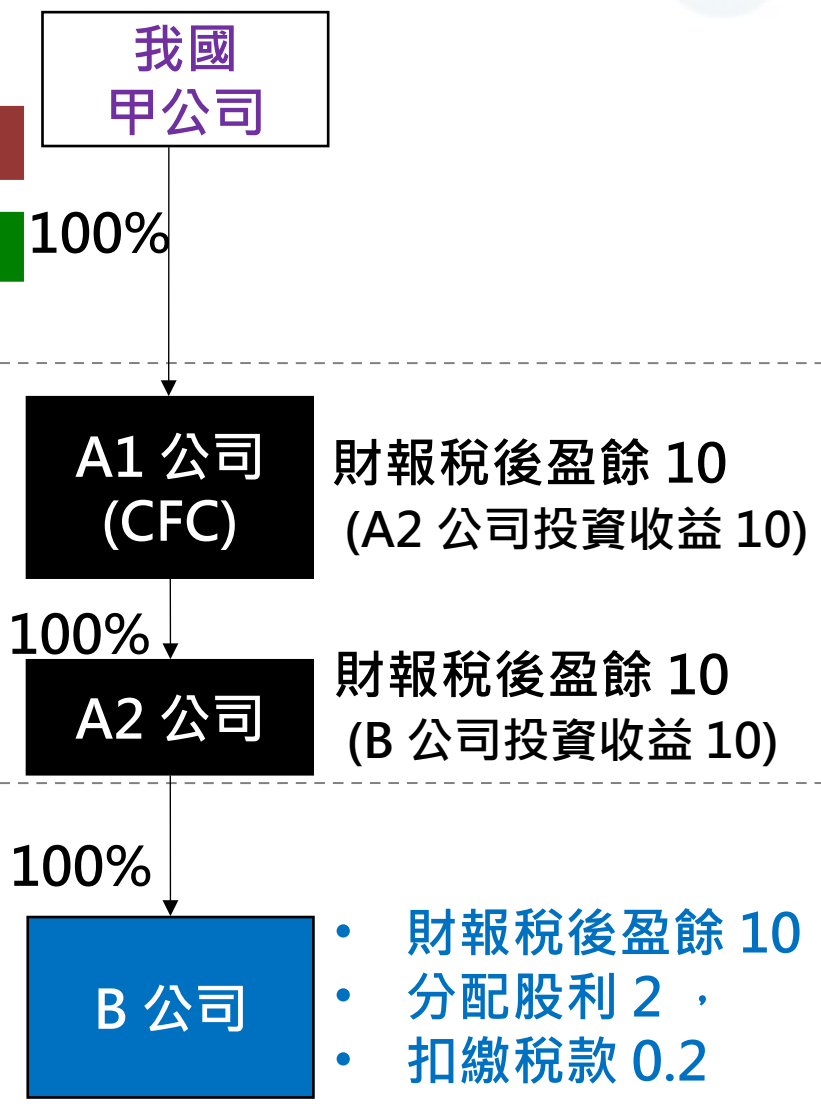 我國
甲公司
100%
A1 公司
(CFC)
財報稅後盈餘 10
(A2 公司投資收益 10)
100%
A2 公司
財報稅後盈餘 10
(B 公司投資收益 10)
100%
B 公司
• 財報稅後盈餘 10
• 分配股利 2 ，
• 扣繳稅款 0.2